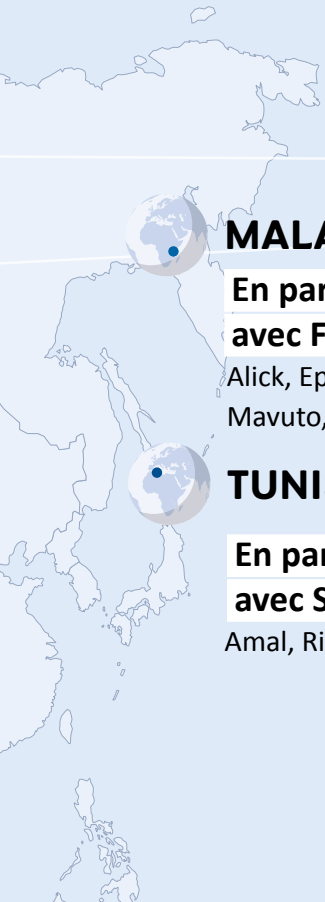 MALA
En par
avec F
Alick, Ep
Mavuto,
TUNI
En par
avec S
Amal, Ri